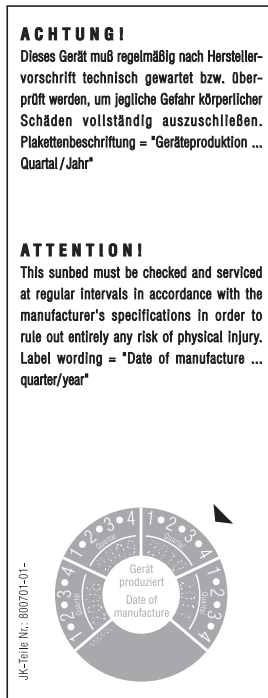 ACHTUNG!
Dieses Gerät muß regelmäßig nach Hersteller-
vorschrift technisch gewartet bzw. über-
prüft werden, um jegliche Gefahr körperlicher
Schäden vollständig auszuschließen.
Plakettenbeschriftung = "Geräteproduktion ...
Quartal/Jahr"
ATTENTION!
This sunbed must be checked and serviced
at regular intervals in accordance with the
manufacturer's specifications in order to
rule out entirely any risk of physical injury.
Label wording = "Date of manufacture ...
quarter/year"
1•2•3•4
Quartal
1•2•3•4
Quartal
1•2•3•4
Quartal
1•2•3•4
Quartal
Gerät
produziert
Date of
manufacture
JK-Teile Nr.: 800701-01-